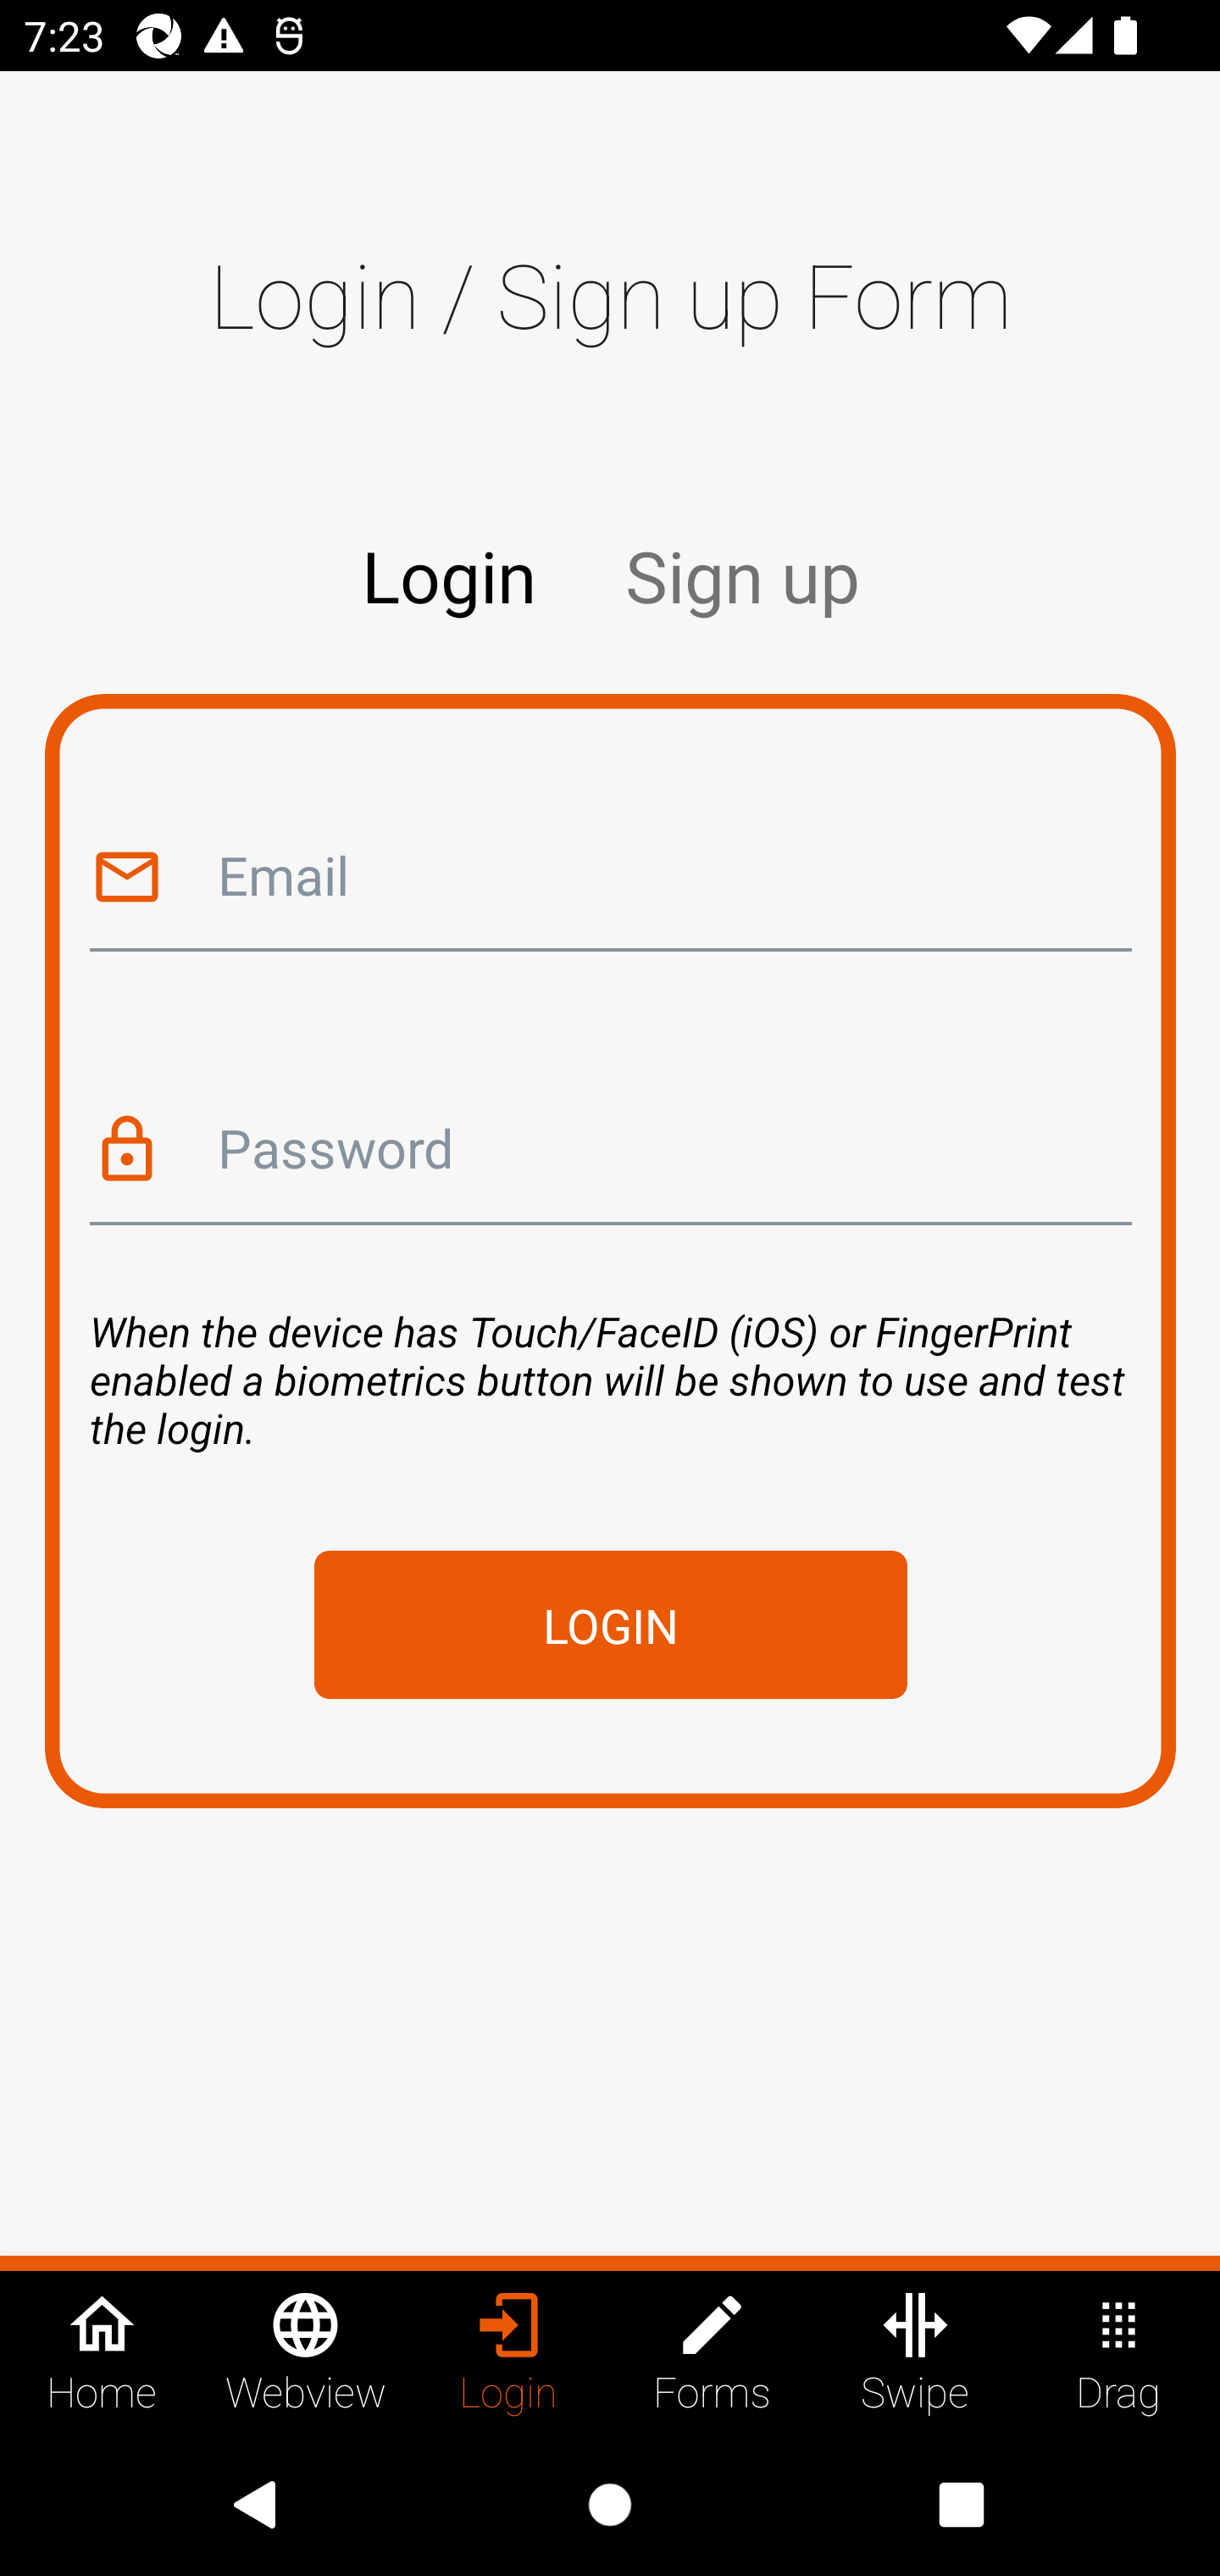 7:23
Login / Sign up Form
Login Sign up
Email
Password
When the device has Touch/FaceID (iOS) or FingerPrint
enabled a biometrics button will be shown to use and test
the login.
LOGIN
Home Webview Login Forms Swipe Drag